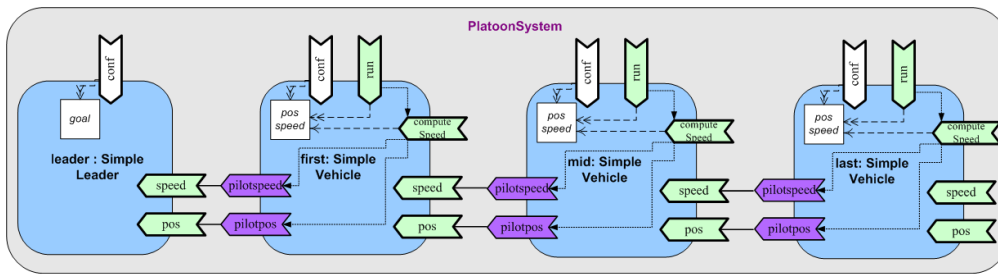 PlatoonSystem
conf
goal
leader : Simple
Leader
speed
pos
conf
run
pos
speed
compute
Speed
first: Simple
Vehicle
pilotspeed
pilotpos
speed
pos
conf
run
pos
speed
compute
Speed
mid: Simple
Vehicle
pilotspeed
pilotpos
speed
pos
conf
run
pos
speed
compute
Speed
last: Simple
Vehicle
pilotspeed
pilotpos
speed
pos